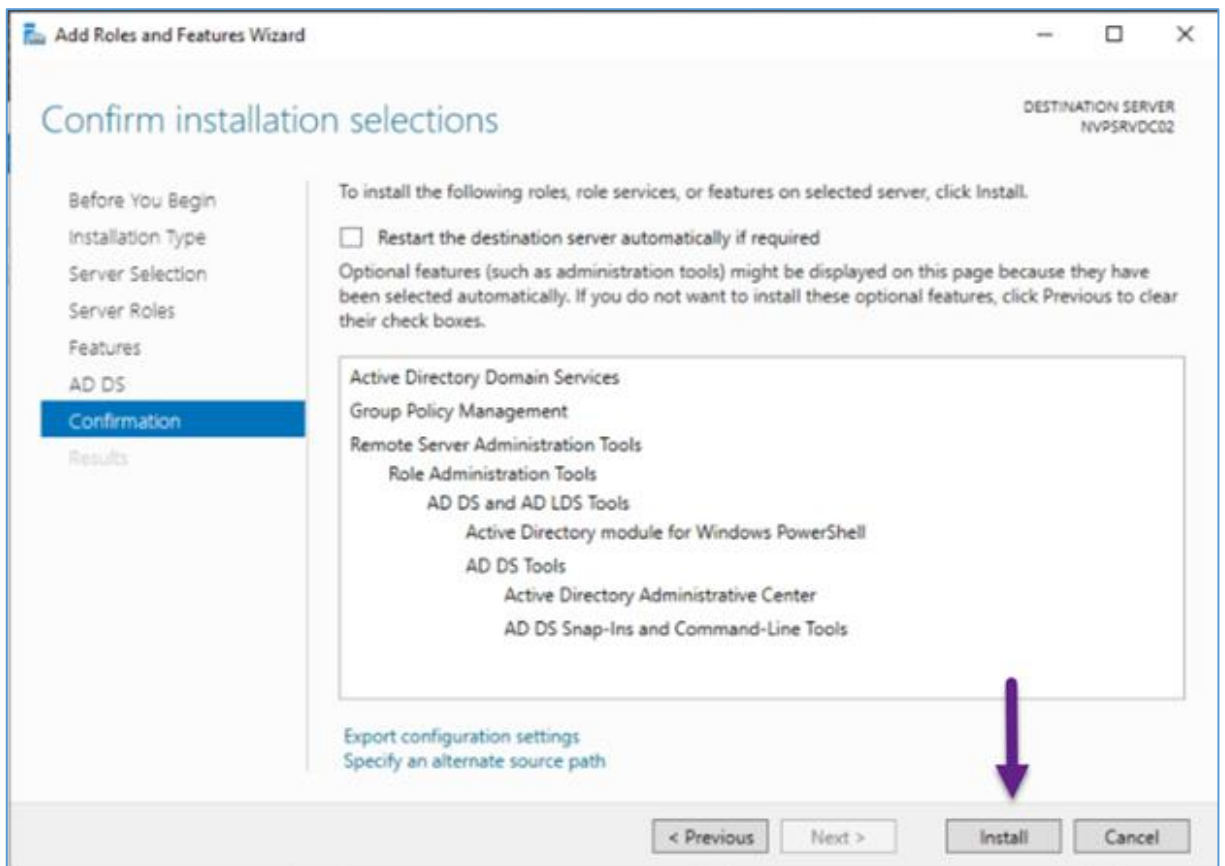 Add Roles and Features Wizard
Confirm installation selections
DESTINATION SERVER
NVPSRVDC02
Before You Begin
Installation Type
Server Selection
Server Roles
Features
AD DS
Confirmation
Results
To install the following roles, role services, or features on selected server, click Install.
Restart the destination server automatically if required
Optional features (such as administration tools) might be displayed on this page because they have
been selected automatically. If you do not want to install these optional features, click Previous to clear
their check boxes.
Active Directory Domain Services
Group Policy Management
Remote Server Administration Tools
Role Administration Tools
AD DS and AD LDS Tools
Active Directory module for Windows PowerShell
AD DS Tools
Active Directory Administrative Center
AD DS Snap-Ins and Command-Line Tools
Export configuration settings
Specify an alternate source path
< Previous
Next >
Install
Cancel